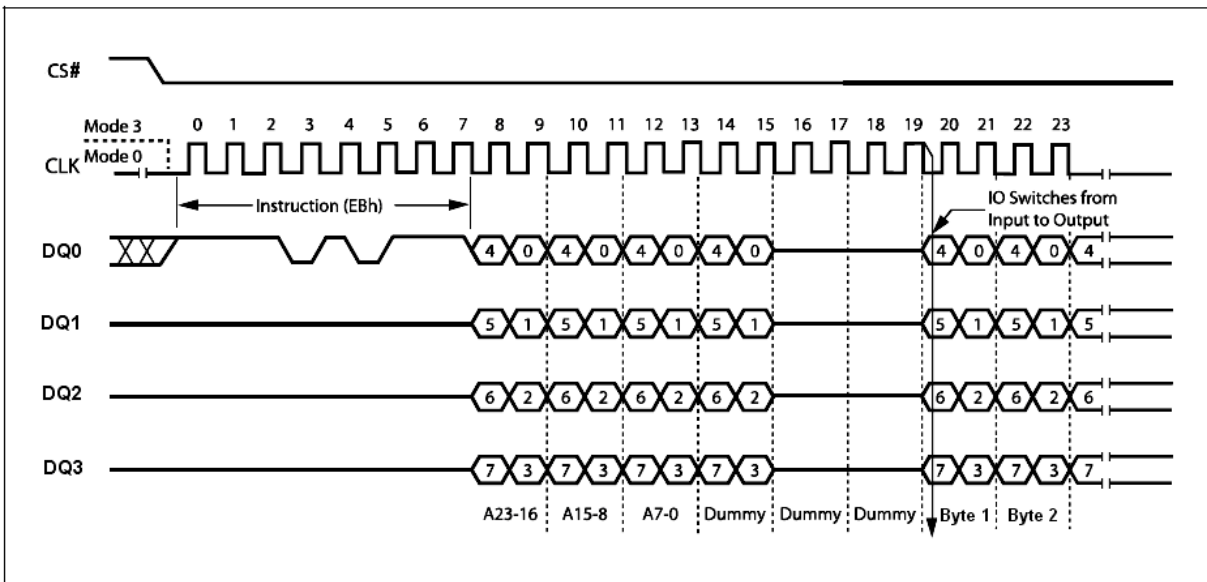 CS#
Mode 3
0 1 2 3 4 5 6 7 8 9 10 11 12 13 14 15 16 17 18 19 20 21 22 23
CLK
Mode 0
Instruction (EBh)
IO Switches from
Input to Output
DQ0
4 0 4 0 4 0 4 0 4 0 4 0 4
DQ1
5 1 5 1 5 1 5 1 5 1 5 1 5
DQ2
6 2 6 2 6 2 6 2 6 2 6 2 6
DQ3
7 3 7 3 7 3 7 3 7 3 7 3 7
A23-16 A15-8 A7-0 Dummy Dummy Dummy Byte 1 Byte 2